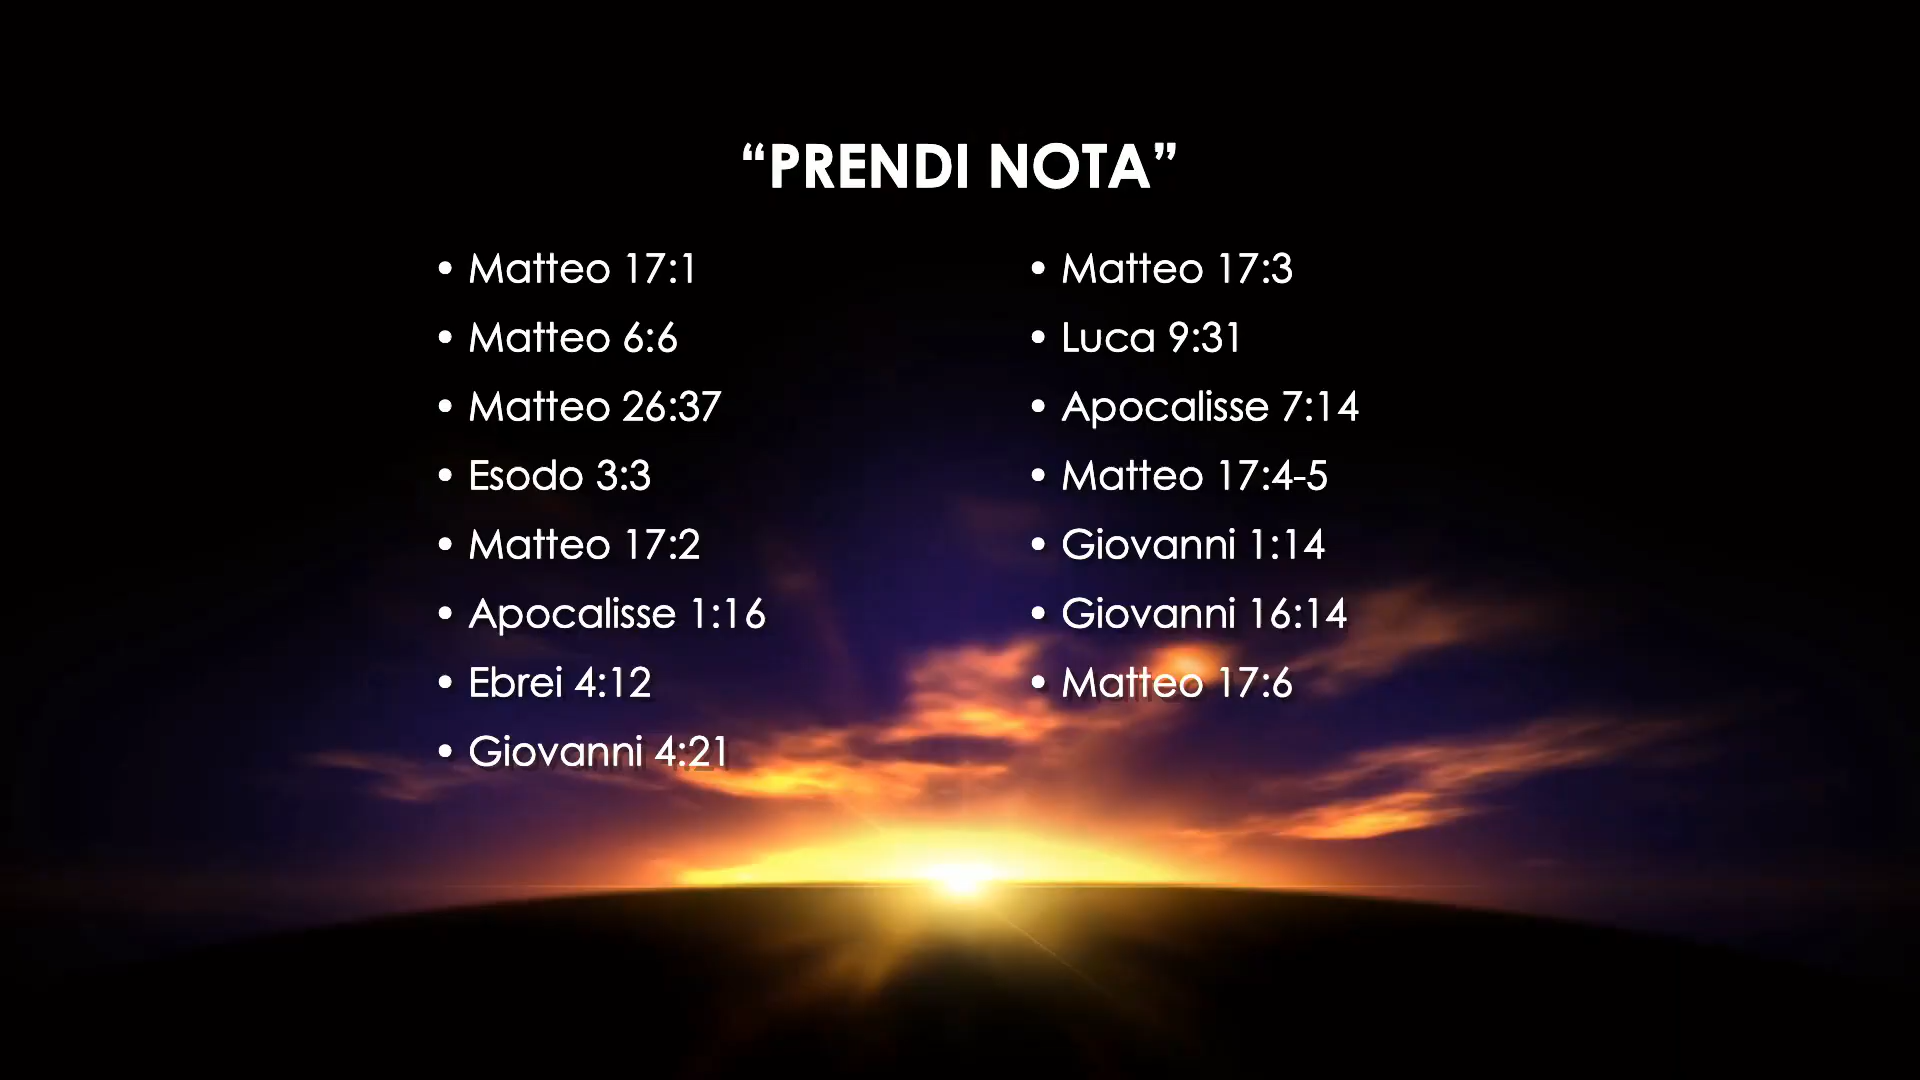 “PRENDI NOTA”
• Matteo 17:1
• Matteo 6:6
• Matteo 26:37
• Esodo 3:3
• Matteo 17:2
• Apocalisse 1:16
• Ebrei 4:12
• Giovanni 4:21
• Matteo 17:3
• Luca 9:31
• Apocalisse 7:14
• Matteo 17:4-5
• Giovanni 1:14
• Giovanni 16:14
• Matteo 17:6